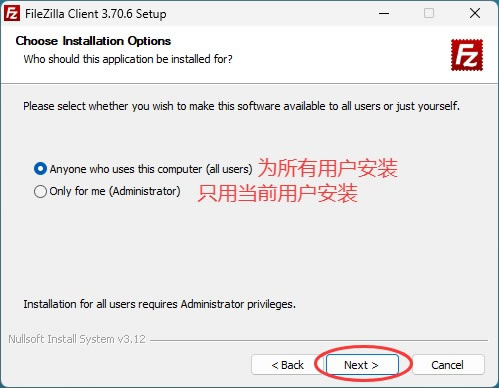 FileZilla Client 3.70.6 Setup
Choose Installation Options
Who should this application be installed for?
Fz
Please select whether you wish to make this software available to all users or just yourself.
Anyone who uses this computer (all users) 为所有用户安装
Only for me (Administrator) 只用当前用户安装
Installation for all users requires Administrator privileges.
Nullsoft Install System v3.12
< Back Next > Cancel